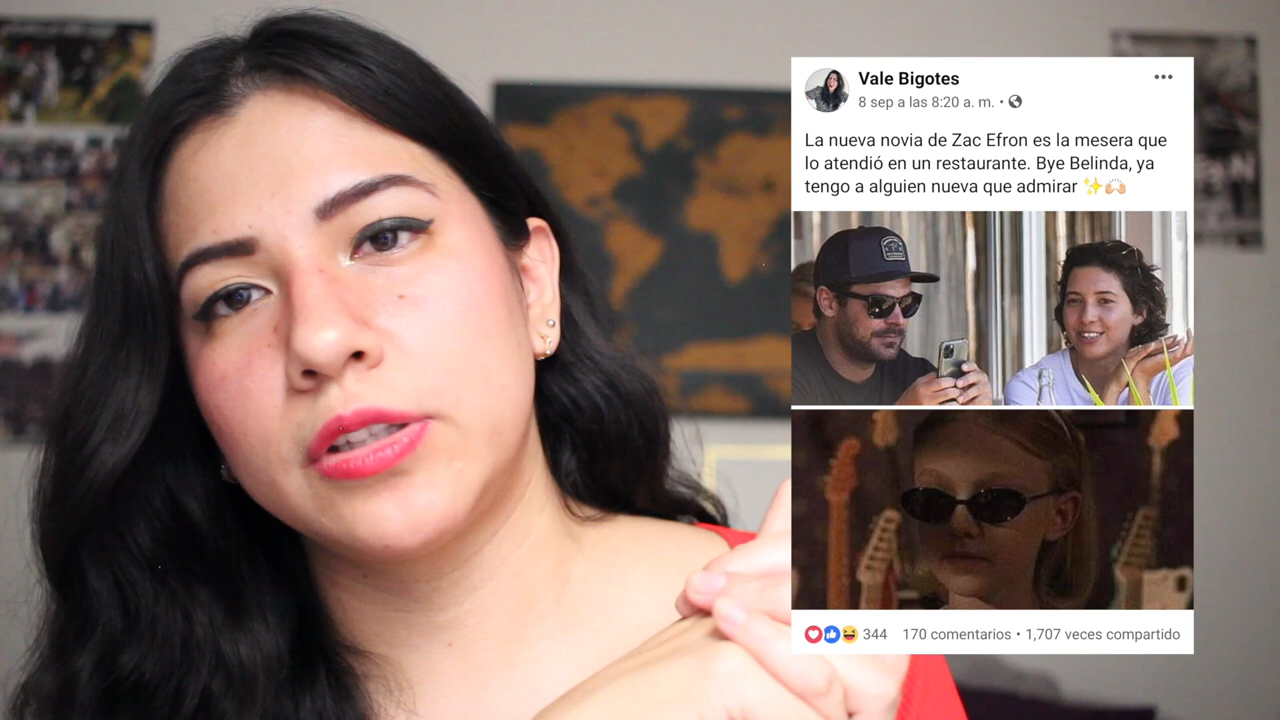 Vale Bigotes
8 sep a las 8:20 a. m. •
La nueva novia de Zac Efron es la mesera que
lo atendió en un restaurante. Bye Belinda, ya
tengo a alguien nueva que admirar ✨🙌🏻
344 170 comentarios • 1,707 veces compartido